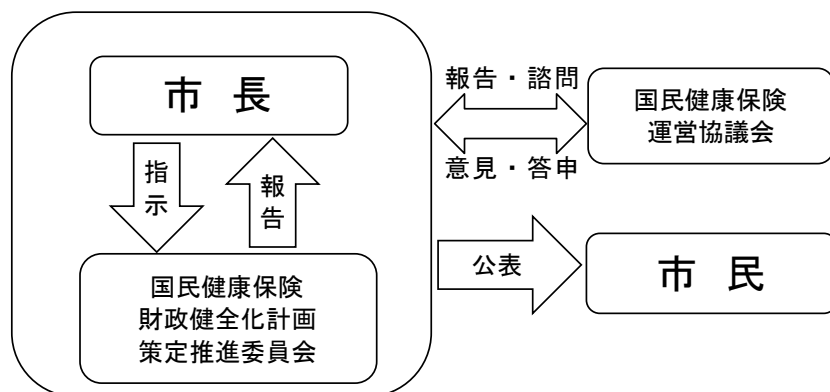 市 長
指示
報告
国民健康保険
財政健全化計画
策定推進委員会
報告・諮問
意見・答申
国民健康保険
運営協議会
公表
市 民